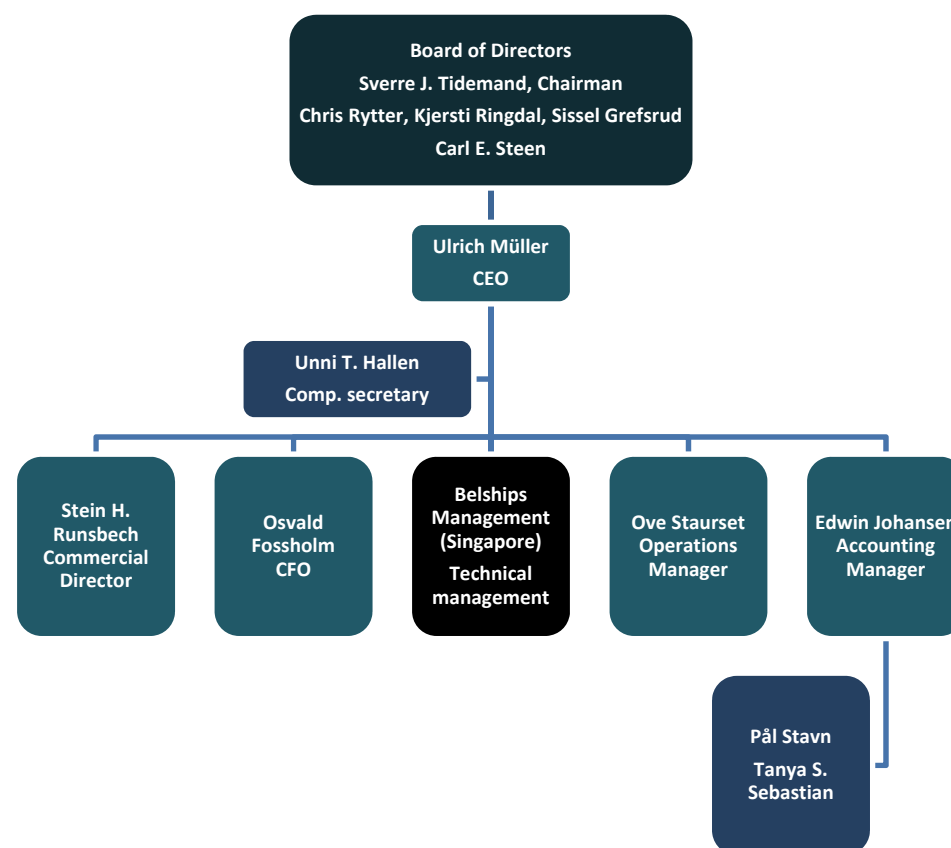 Board of Directors
Sverre J. Tidemand, Chairman
Chris Rytter, Kjersti Ringdal, Sissel Grefsrud
Carl E. Steen
Ulrich Müller
CEO
Unni T. Hallen
Comp. secretary
Stein H.
Runsbech
Commercial
Director
Osvald
Fossholm
CFO
Belships
Management
(Singapore)
Technical
management
Ove Staurset
Operations
Manager
Edwin Johansen
Accounting
Manager
Pål Stavn
Tanya S.
Sebastian